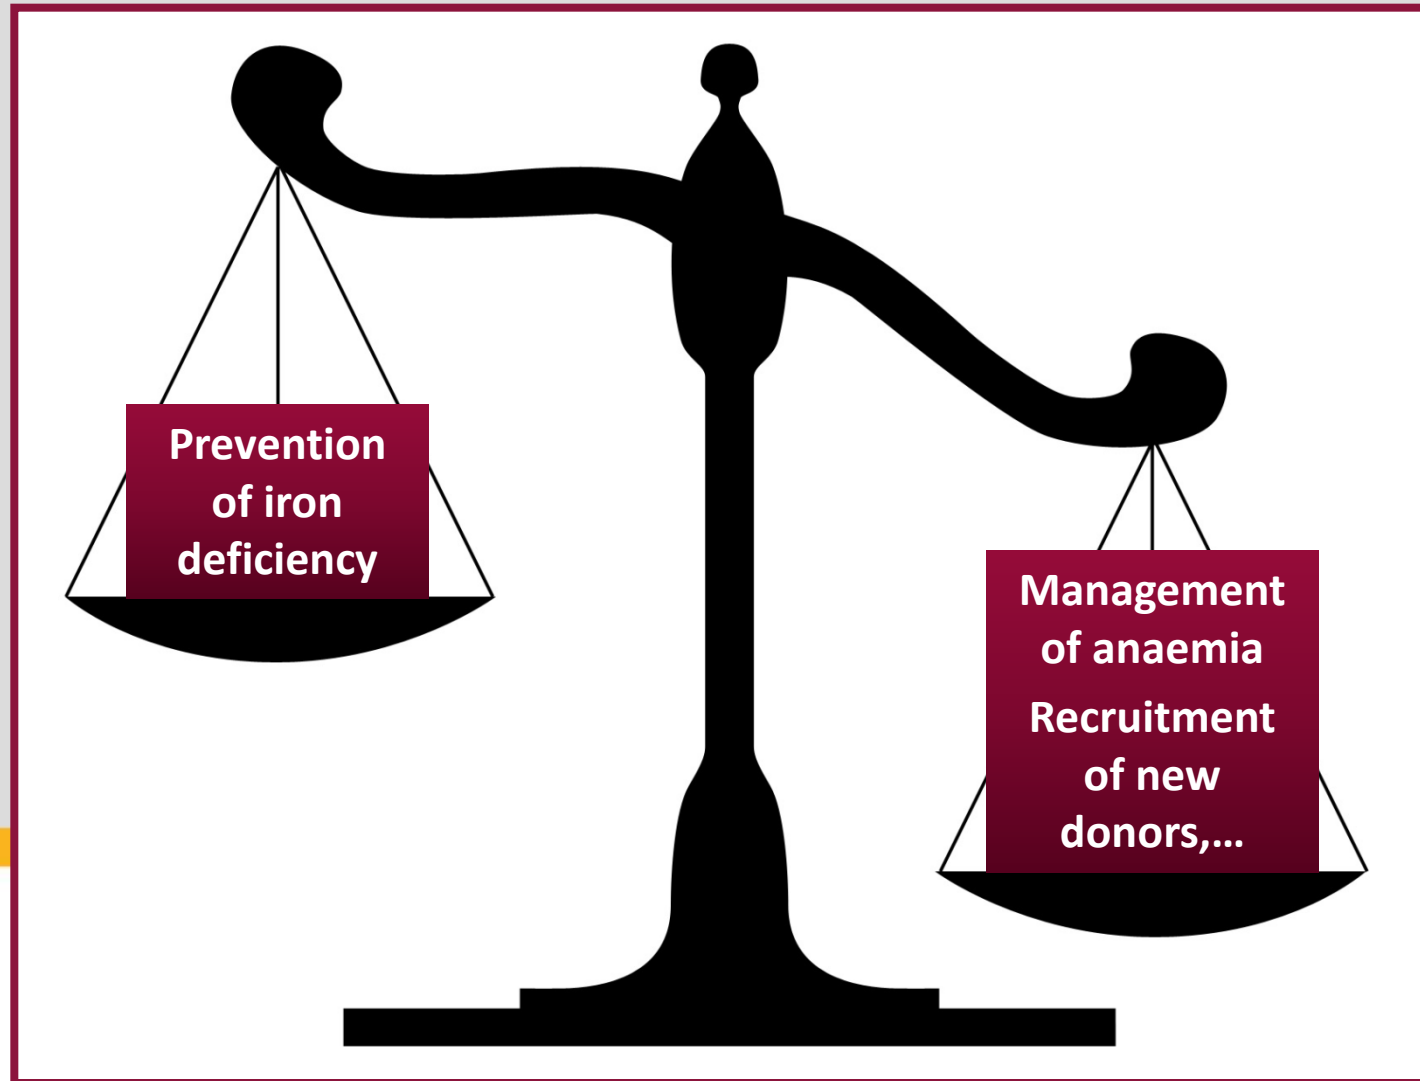 Prevention
of iron
deficiency
Management
of anaemia
Recruitment
of new
donors,...